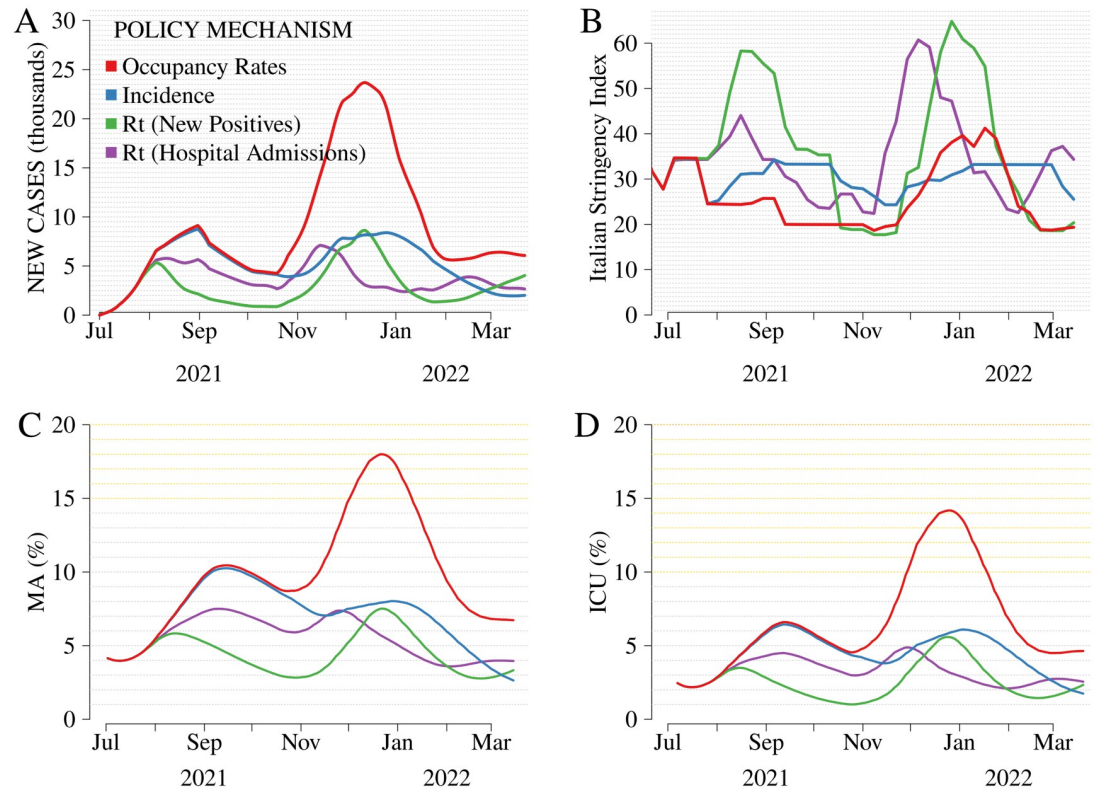 A
NEW CASES (thousands)
30
25
20
15
10
5
0
POLICY MECHANISM
Occupancy Rates
Incidence
Rt (New Positives)
Rt (Hospital Admissions)
Jul Sep Nov Jan Mar
2021 2022
B
Italian Stringency Index
60
50
40
30
20
10
0
Jul Sep Nov Jan Mar
2021 2022
C
MA (%)
20
15
10
5
0
Jul Sep Nov Jan Mar
2021 2022
D
ICU (%)
20
15
10
5
0
Jul Sep Nov Jan Mar
2021 2022